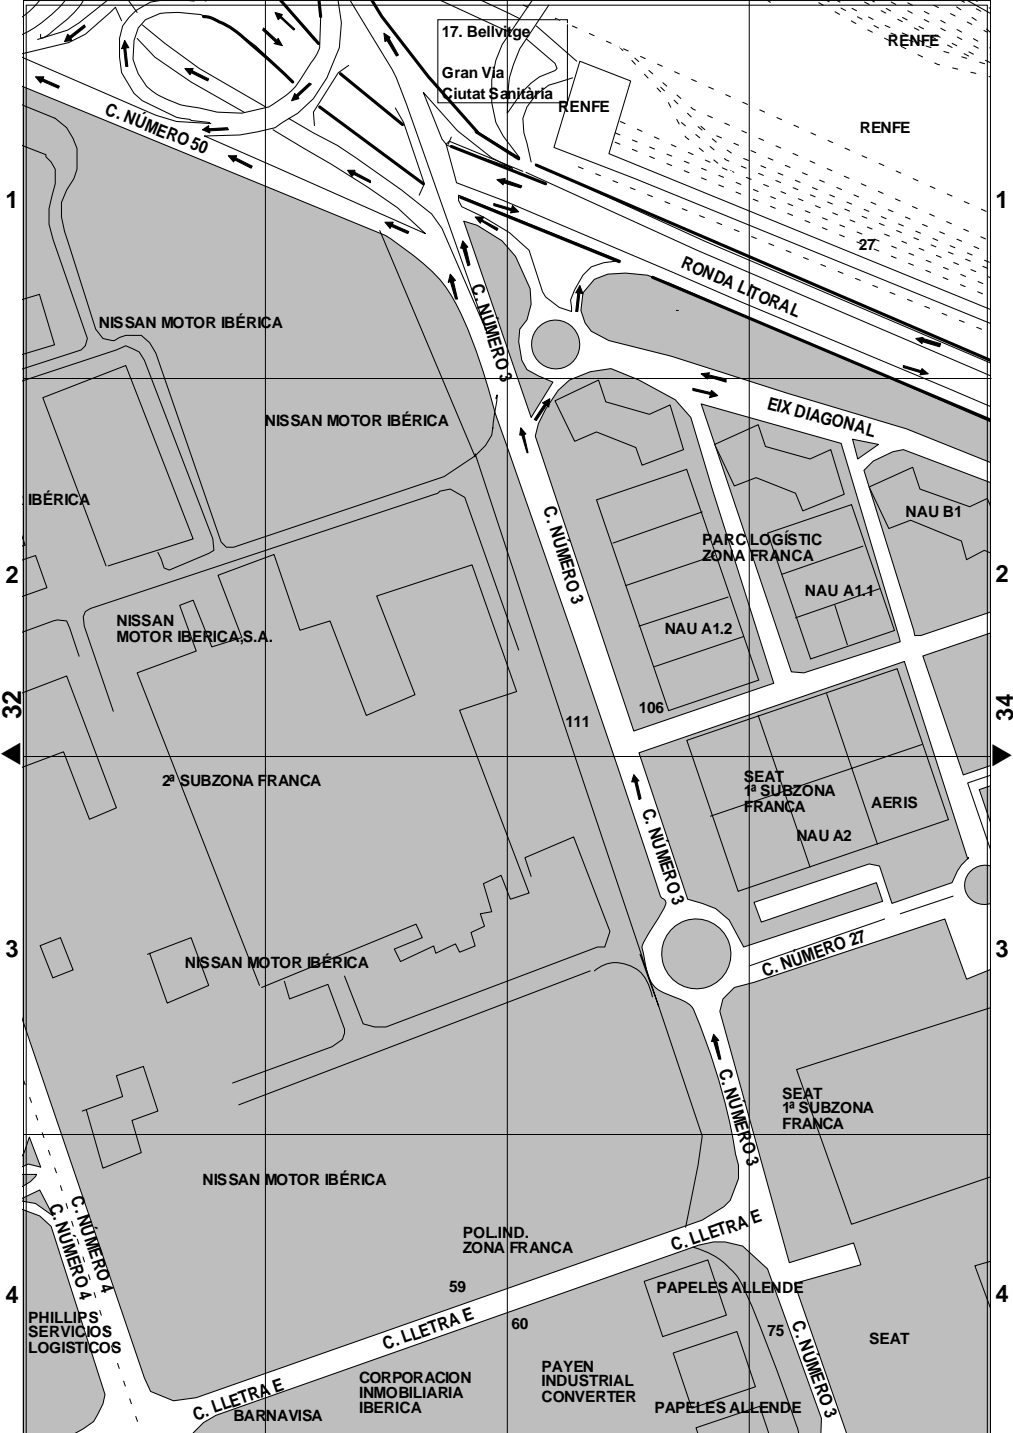 17. Bellvitge
Gran Via
Ciutat Sanitària
RENFE
RENFE
RENFE
C. NÚMERO 50
1
1
27
RONDA LITORAL
C. NÚMERO 3
NISSAN MOTOR IBÉRICA
NISSAN MOTOR IBÉRICA
EIX DIAGONAL
IBÉRICA
NAU B1
C. NÚMERO 3
PARC LOGÍSTIC
ZONA FRANCA
2
2
NAU A1.1
NISSAN
MOTOR IBERICA,S.A.
NAU A1.2
32
34
106
111
2ª SUBZONA FRANCA
SEAT
1ª SUBZONA
FRANCA
AERIS
NAU A2
C. NÚMERO 3
3
3
NISSAN MOTOR IBÉRICA
C. NÚMERO 27
SEAT
1ª SUBZONA
FRANCA
C. NÚMERO 3
NISSAN MOTOR IBÉRICA
C. NÚMERO 4
C. NÚMERO 4
POL.IND.
ZONA FRANCA
C. LLETRA E
4
4
59
PAPELES ALLENDE
PHILLIPS
SERVICIOS
LOGISTICOS
C. LLETRA E
60
75
C. NÚMERO 3
SEAT
CORPORACION
INMOBILIARIA
IBERICA
PAYEN
INDUSTRIAL
CONVERTER
C. LLETRA E
BARNAVISA
PAPELES ALLENDE